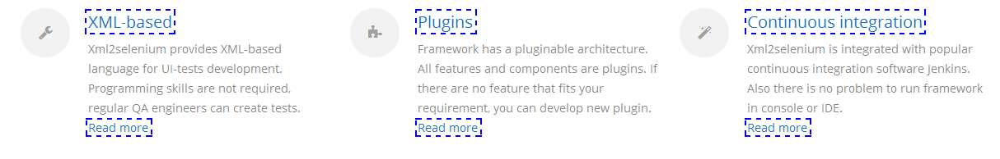 XML-based
Xml2selenium provides XML-based
language for UI-tests development.
Programming skills are not required,
regular QA engineers can create tests.
Read more
Plugins
Framework has a pluginable architecture.
All features and components are plugins. If
there are no feature that fits your
requirement, you can develop new plugin.
Read more
Continuous integration
Xml2selenium is integrated with popular
continuous integration software Jenkins.
Also there is no problem to run framework
in console or IDE.
Read more